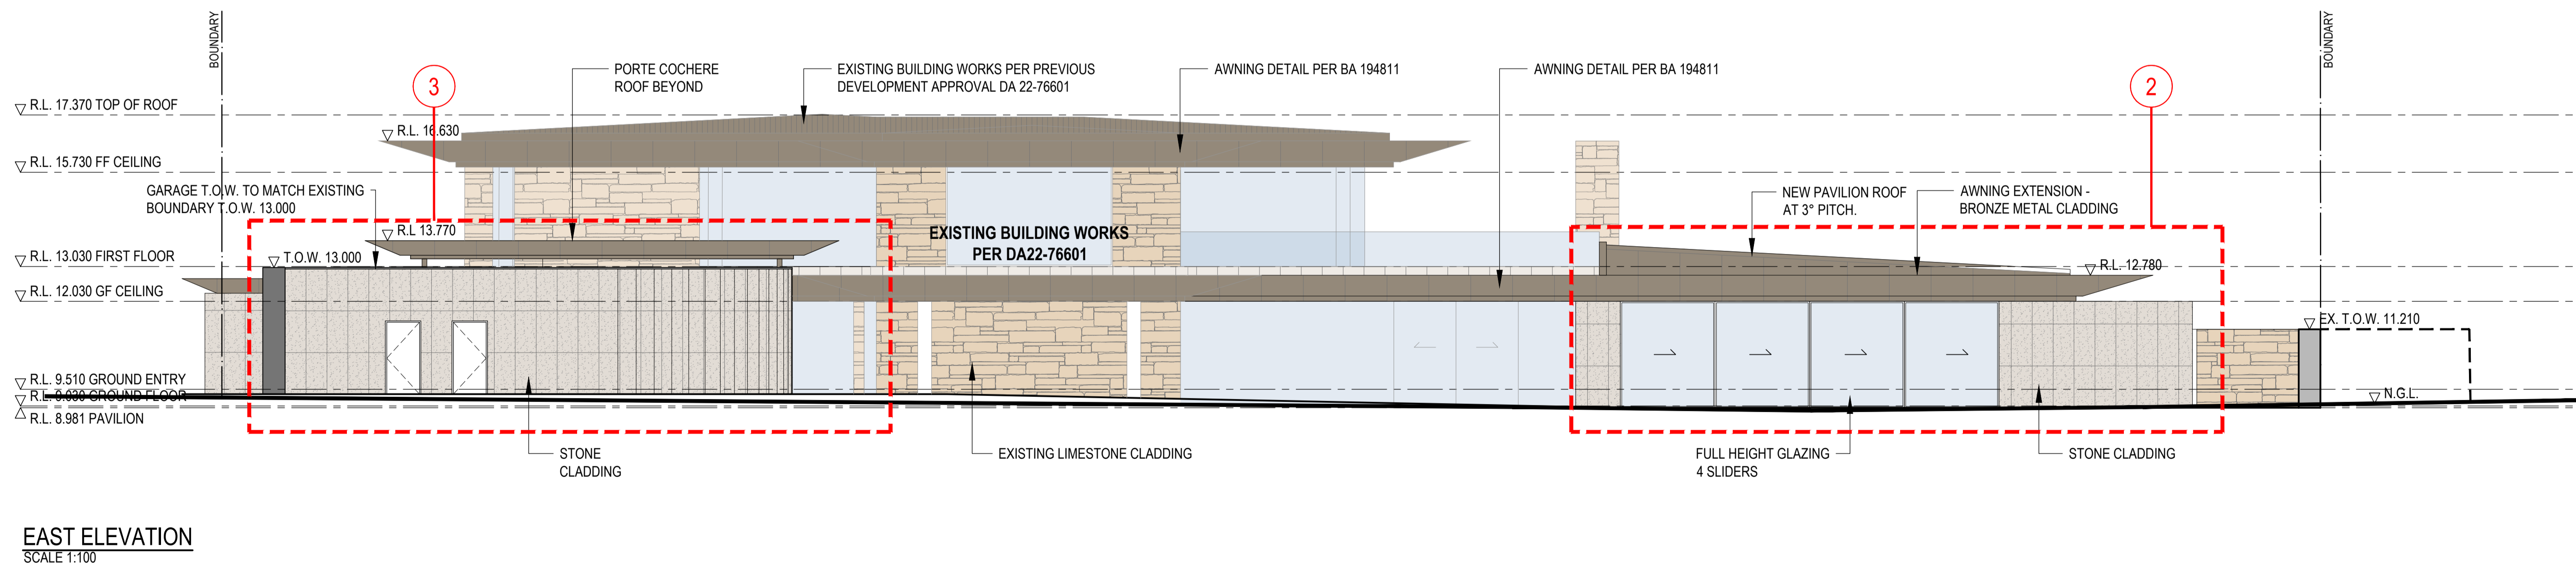 BOUNDARY
BOUNDARY
3
2
PORTE COCHERE
ROOF BEYOND
EXISTING BUILDING WORKS PER PREVIOUS
DEVELOPMENT APPROVAL DA 22-76601
AWNING DETAIL PER BA 194811
AWNING DETAIL PER BA 194811
R.L. 17.370 TOP OF ROOF
R.L. 16.630
R.L. 15.730 FF CEILING
GARAGE T.O.W. TO MATCH EXISTING
BOUNDARY T.O.W. 13.000
NEW PAVILION ROOF
AT 3° PITCH.
AWNING EXTENSION -
BRONZE METAL CLADDING
R.L 13.770
EXISTING BUILDING WORKS
PER DA22-76601
R.L. 13.030 FIRST FLOOR
T.O.W. 13.000
R.L. 12.780
R.L. 12.030 GF CEILING
EX. T.O.W. 11.210
R.L. 9.510 GROUND ENTRY
R.L. 9.030 GROUND FLOOR
N.G.L.
R.L. 8.981 PAVILION
STONE
CLADDING
EXISTING LIMESTONE CLADDING
FULL HEIGHT GLAZING
4 SLIDERS
STONE CLADDING
EAST ELEVATION
SCALE 1:100